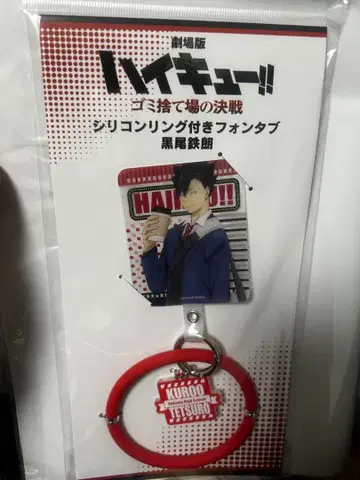 劇場版
ハイキュー!!
ゴミ捨て場の決戦
シリコンリング付きフォンタブ
黒尾鉄朗
HAIKYU!!
KUROO
TETSURO